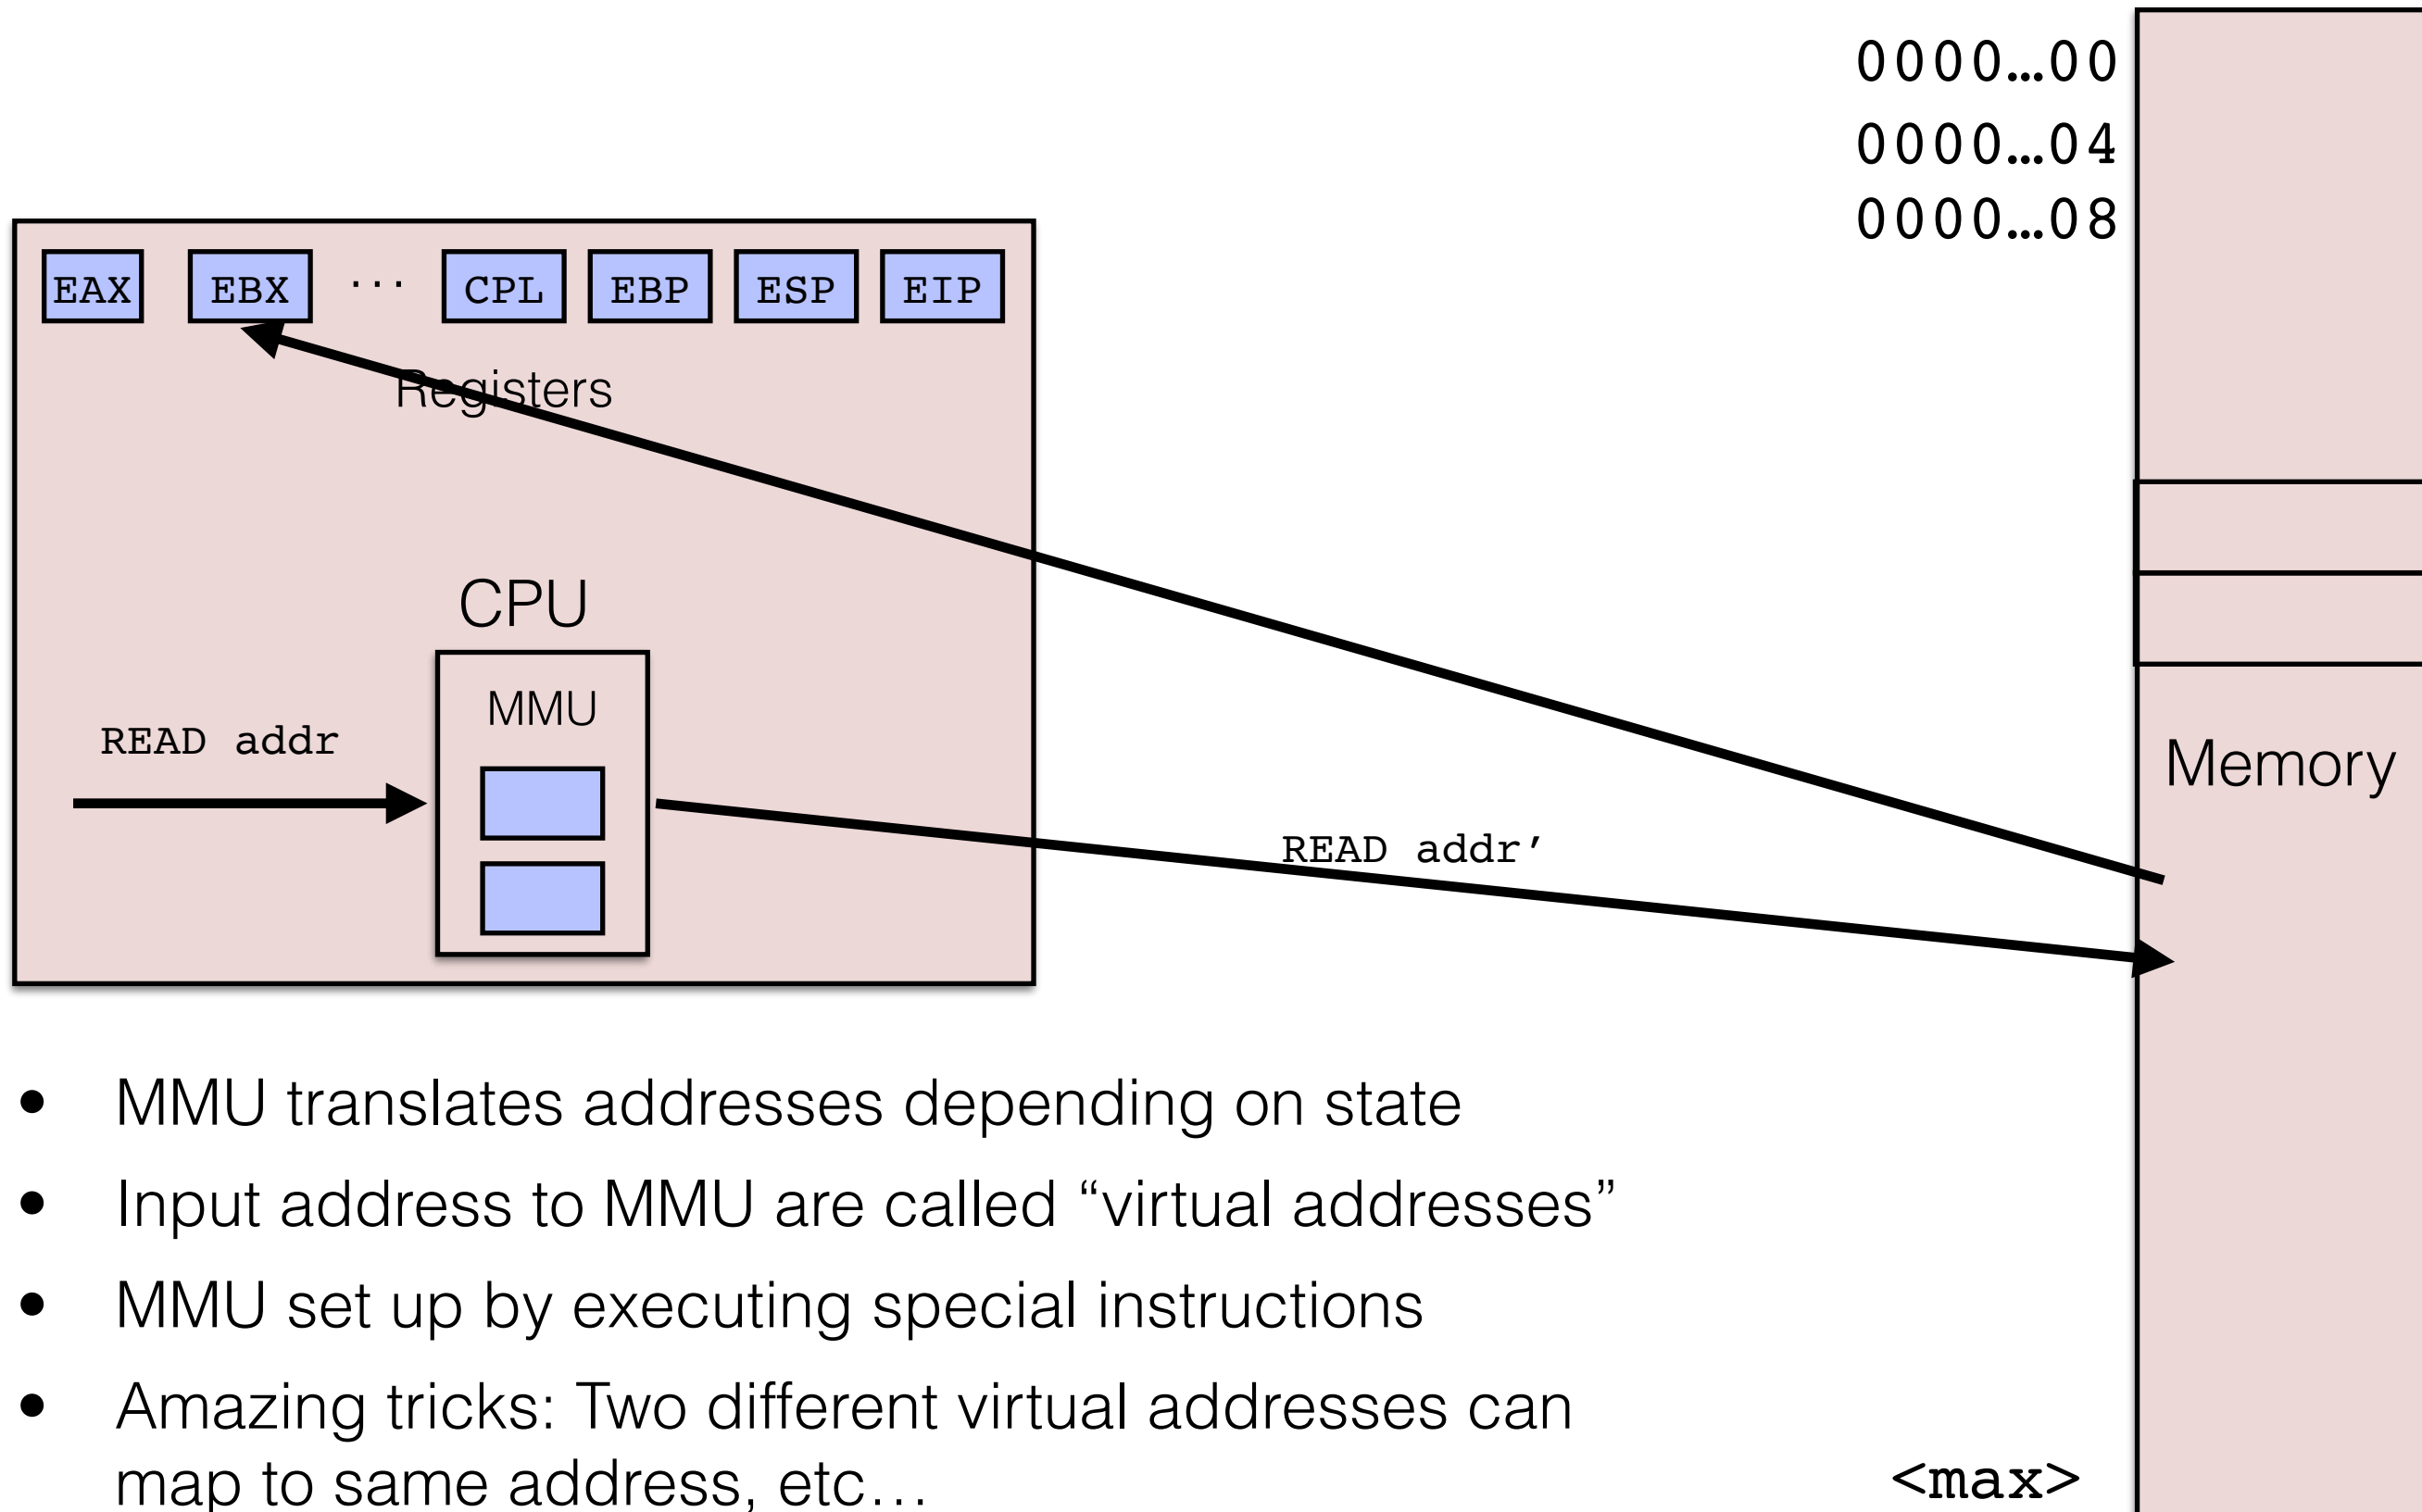 0000…00
0000…04
0000…08
EAX EBX ... CPL EBP ESP EIP
Registers
CPU
MMU
READ addr
Memory
READ addr’
• MMU translates addresses depending on state
• Input address to MMU are called “virtual addresses”
• MMU set up by executing special instructions
• Amazing tricks: Two different virtual addresses can
map to same address, etc…
<max>